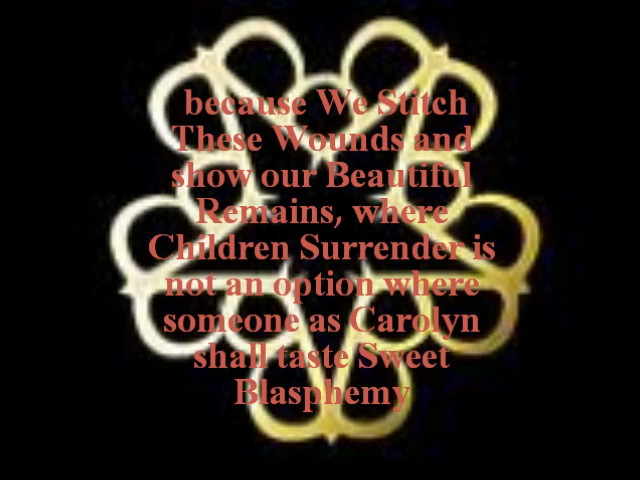 because We Stitch
These Wounds and
show our Beautiful
Remains, where
Children Surrender is
not an option where
someone as Carolyn
shall taste Sweet
Blasphemy